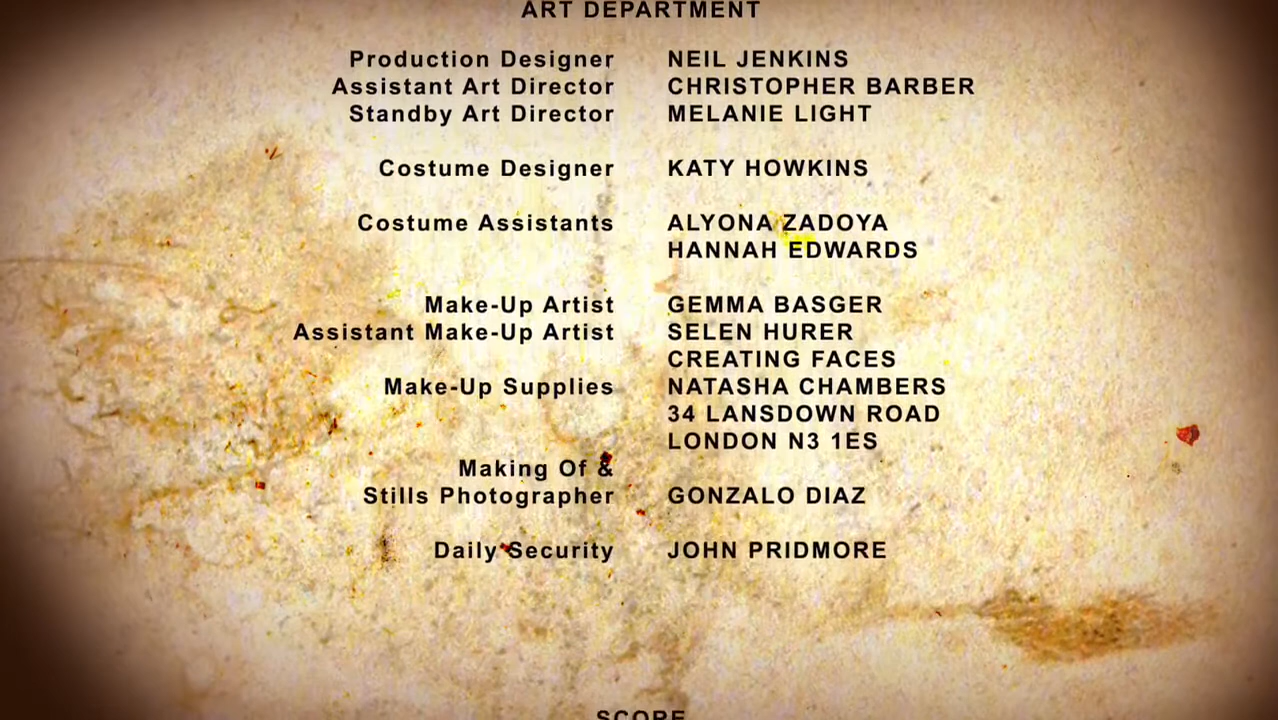 ART DEPARTMENT
Production Designer NEIL JENKINS
Assistant Art Director CHRISTOPHER BARBER
Standby Art Director MELANIE LIGHT
Costume Designer KATY HOWKINS
Costume Assistants ALYONA ZADOYA
HANNAH EDWARDS
Make-Up Artist GEMMA BASGER
Assistant Make-Up Artist SELEN HURER
CREATING FACES
Make-Up Supplies NATASHA CHAMBERS
34 LANSDOWN ROAD
LONDON N3 1ES
Making Of &
Stills Photographer GONZALO DIAZ
Daily Security JOHN PRIDMORE
SCORE